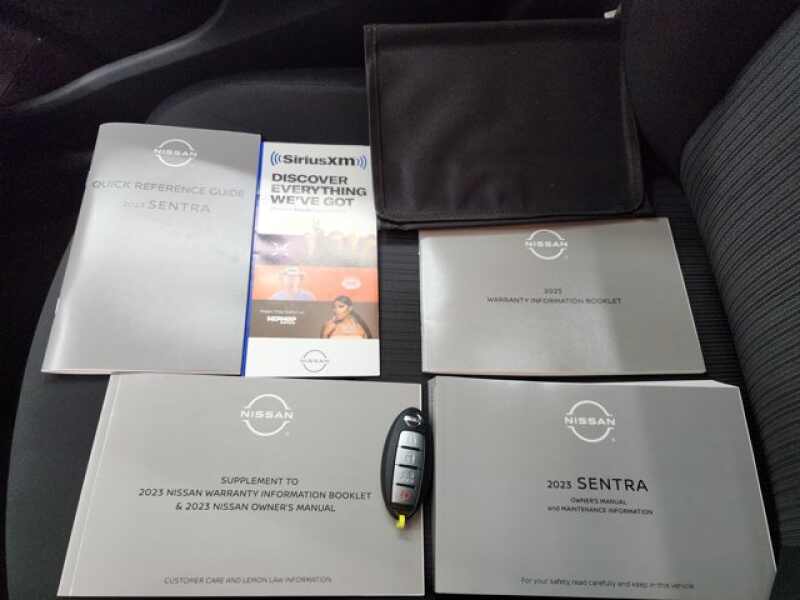 NISSAN
QUICK REFERENCE GUIDE
2023 SENTRA
SiriusXM
DISCOVER
EVERYTHING
WE'VE GOT
HIPHOP
NISSAN
NISSAN
2023
WARRANTY INFORMATION BOOKLET
NISSAN
SUPPLEMENT TO
2023 NISSAN WARRANTY INFORMATION BOOKLET
& 2023 NISSAN OWNER'S MANUAL
CUSTOMER CARE AND LEMON LAW INFORMATION
NISSAN
2023 SENTRA
OWNER'S MANUAL
and MAINTENANCE INFORMATION
For your safety, read carefully and keep in this vehicle